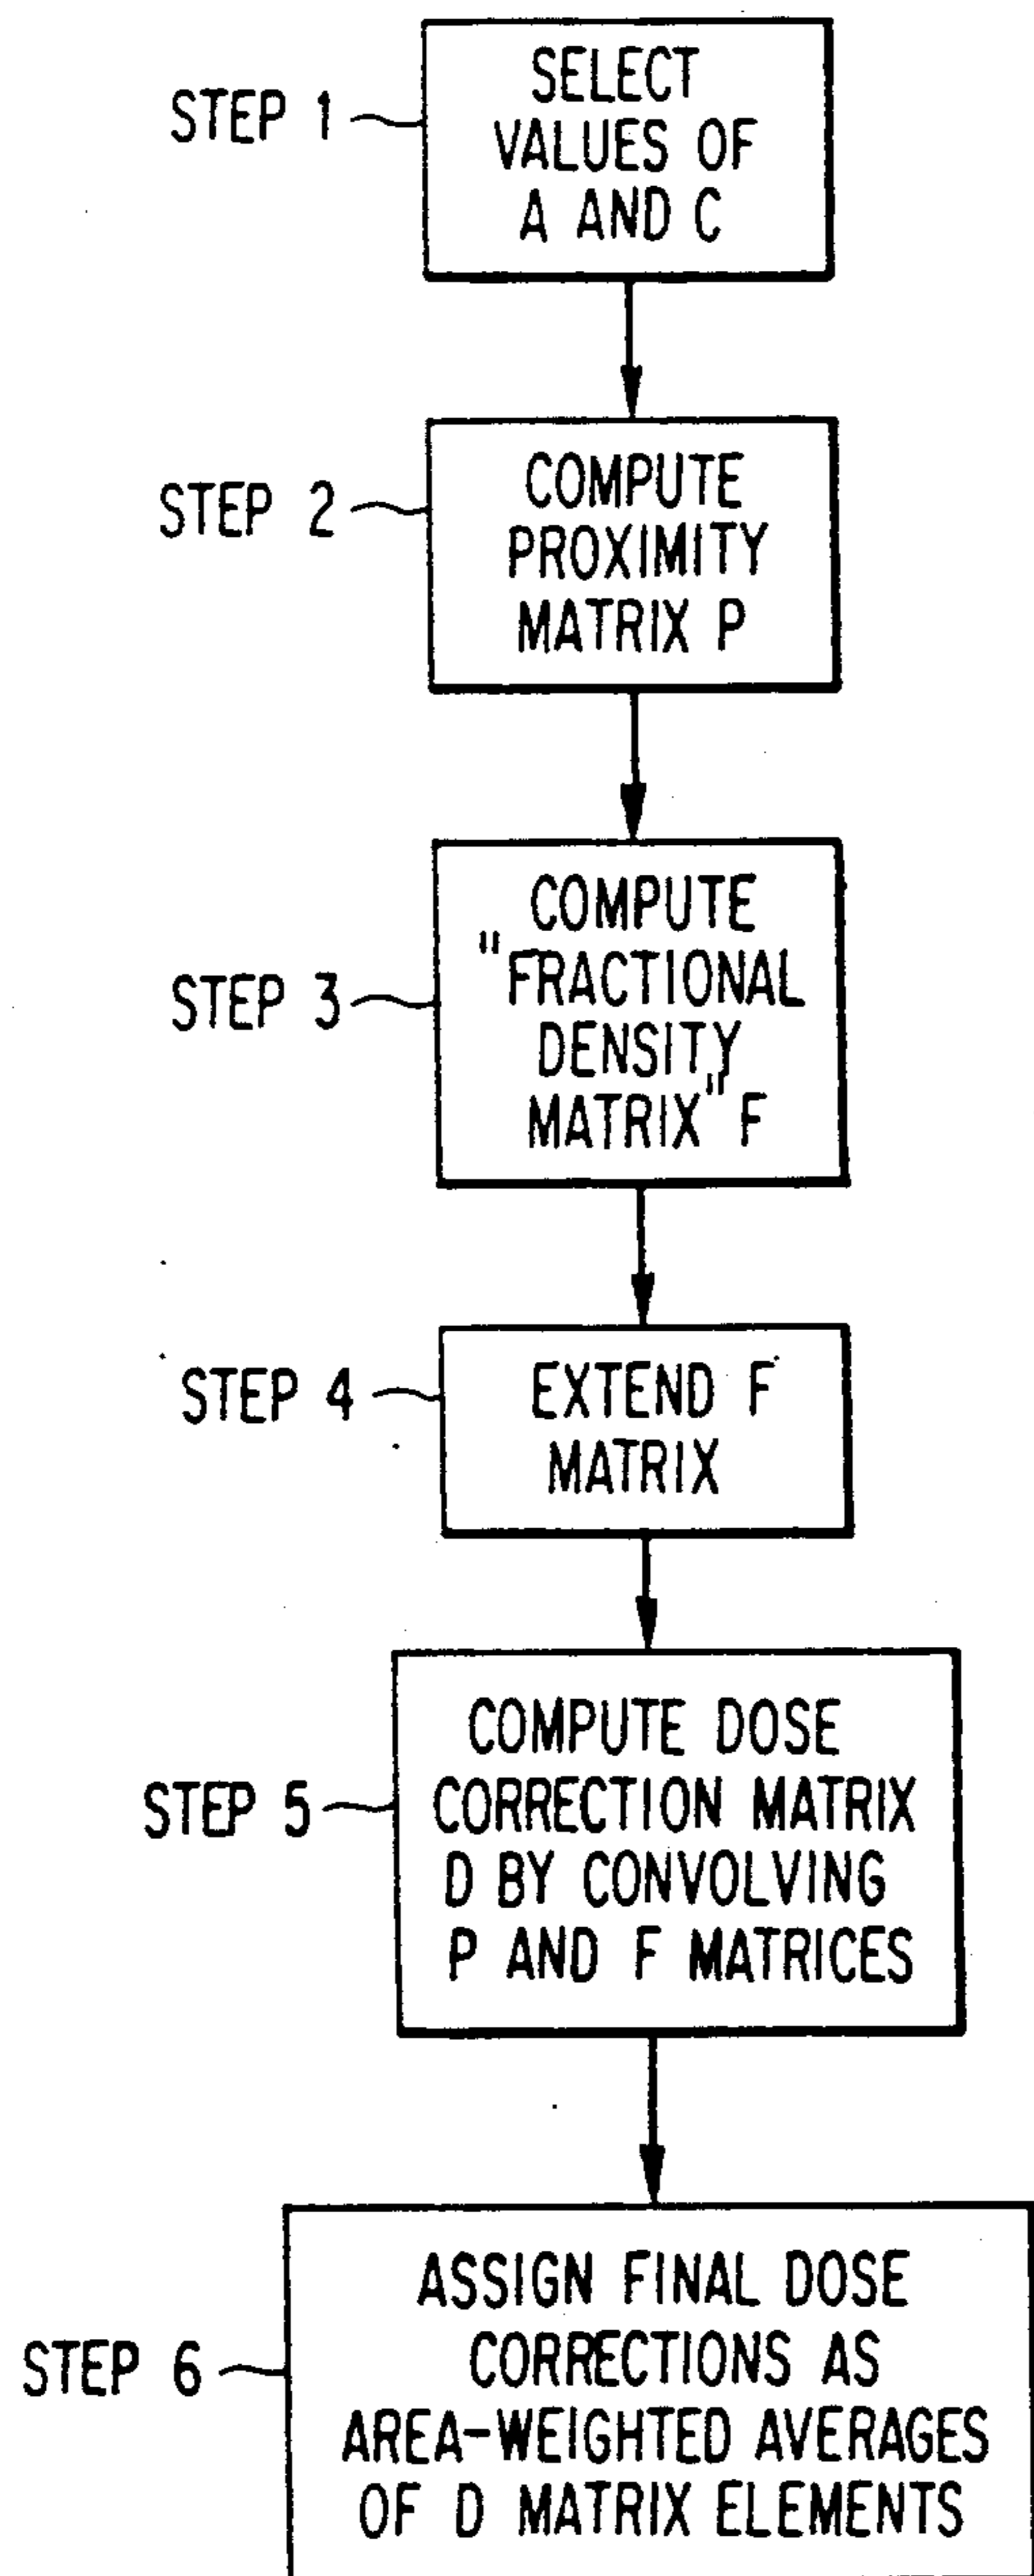 STEP 1
SELECT
VALUES OF
A AND C
STEP 2
COMPUTE
PROXIMITY
MATRIX P
STEP 3
COMPUTE
"FRACTIONAL
DENSITY
MATRIX" F
STEP 4
EXTEND F
MATRIX
STEP 5
COMPUTE DOSE
CORRECTION MATRIX
D BY CONVOLVING
P AND F MATRICES
STEP 6
ASSIGN FINAL DOSE
CORRECTIONS AS
AREA-WEIGHTED AVERAGES
OF D MATRIX ELEMENTS